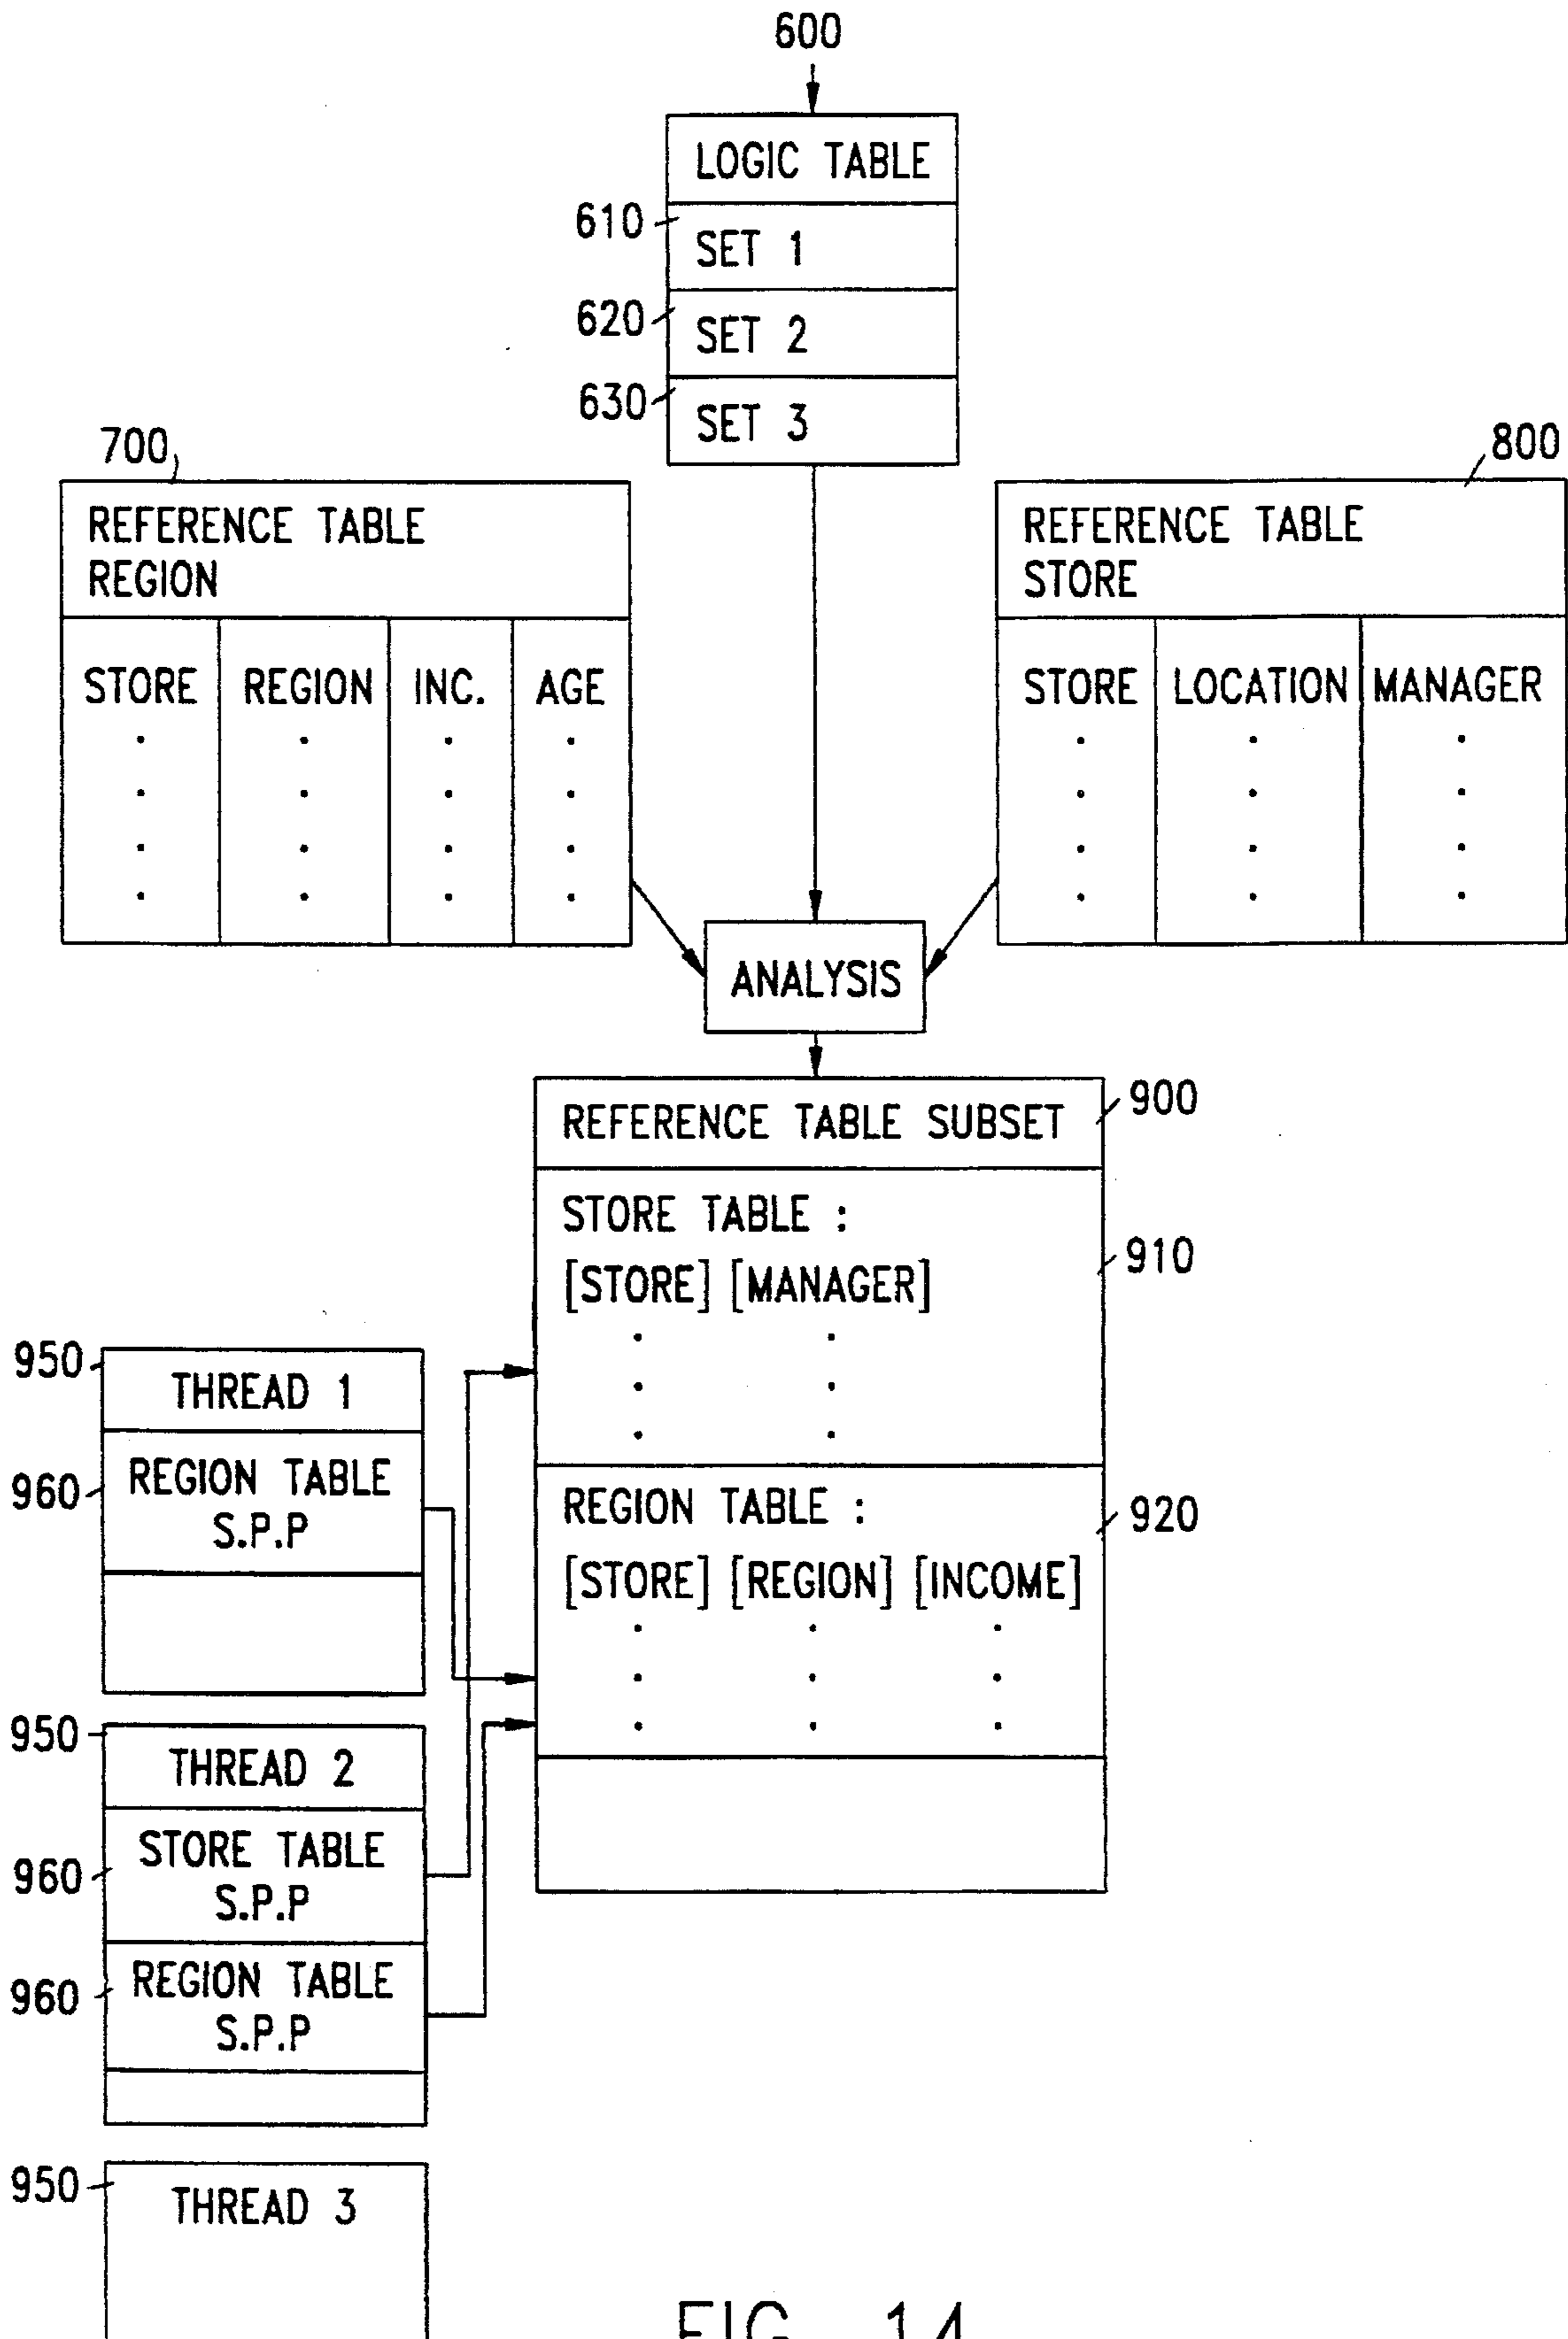 600
LOGIC TABLE
610
SET 1
620
SET 2
630
SET 3
700
REFERENCE TABLE
REGION
STORE REGION INC. AGE
800
REFERENCE TABLE
STORE
STORE LOCATION MANAGER
ANALYSIS
REFERENCE TABLE SUBSET
900
STORE TABLE :
[STORE] [MANAGER]
910
REGION TABLE :
[STORE] [REGION] [INCOME]
920
950
THREAD 1
960
REGION TABLE
S.P.P
950
THREAD 2
960
STORE TABLE
S.P.P
960
REGION TABLE
S.P.P
950
THREAD 3
FIG. 14